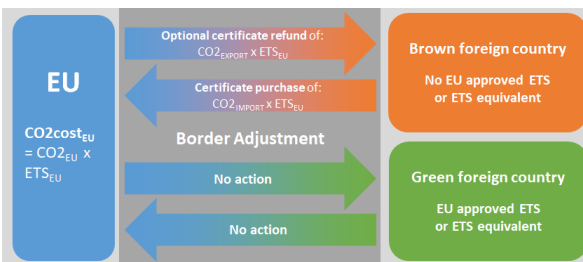 EU
CO2cost_EU
= CO2_EU x
ETS_EU
Optional certificate refund of:
CO2_EXPORT x ETS_EU
Certificate purchase of:
CO2_IMPORT x ETS_EU
Border Adjustment
No action
No action
Brown foreign country
No EU approved ETS
or ETS equivalent
Green foreign country
EU approved ETS
or ETS equivalent